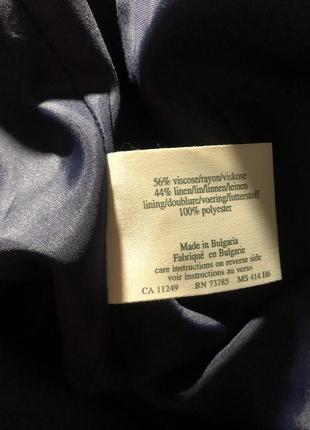 56% viscose/rayon/viskose
44% linen/lin/linnen/leinen
lining/doublure/voering/futterstoff
100% polyester
Made in Bulgaria
Fabriqué en Bulgarie
care instructions on reverse side
voir instructions au verso
CA 11249 RN 73785 MS 414 H6